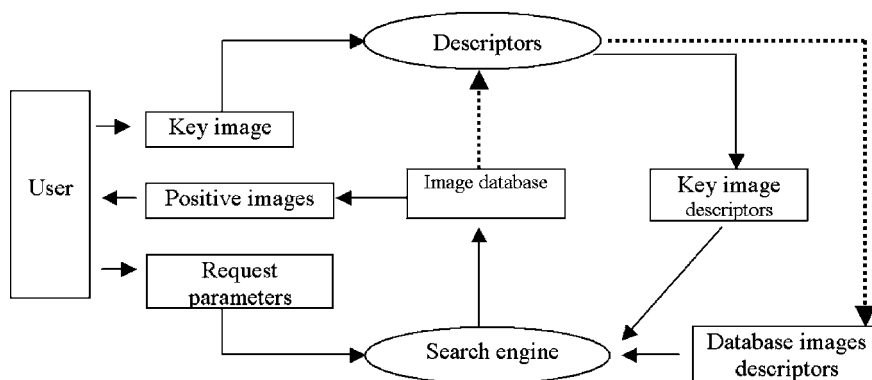 Descriptors
Key image
User
Positive images
Image database
Key image
descriptors
Request
parameters
Search engine
Database images
descriptors